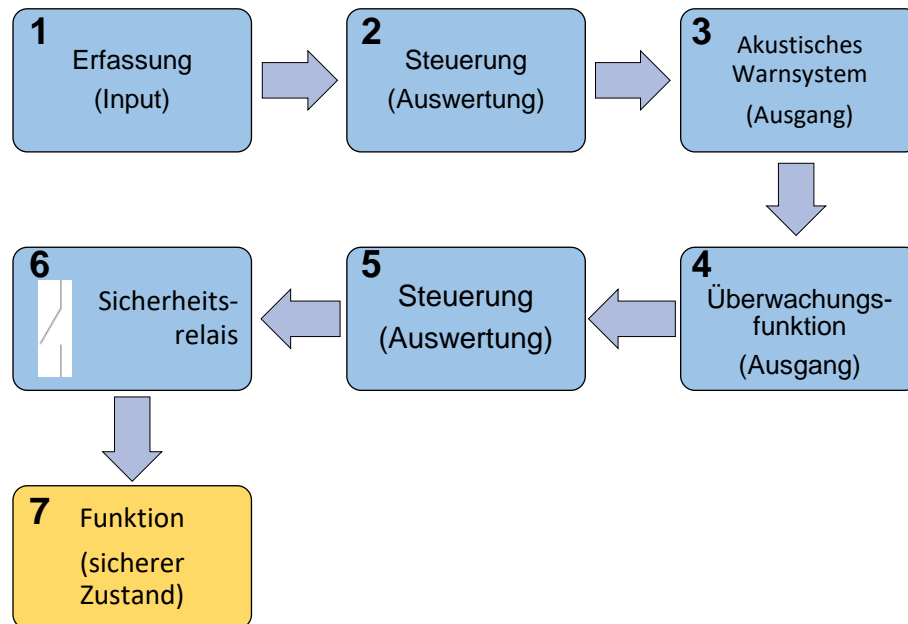 1
Erfassung
(Input)
2
Steuerung
(Auswertung)
3
Akustisches
Warnsystem
(Ausgang)
4
Überwachungs-
funktion
(Ausgang)
5
Steuerung
(Auswertung)
6
Sicherheits-
relais
7
Funktion
(sicherer
Zustand)